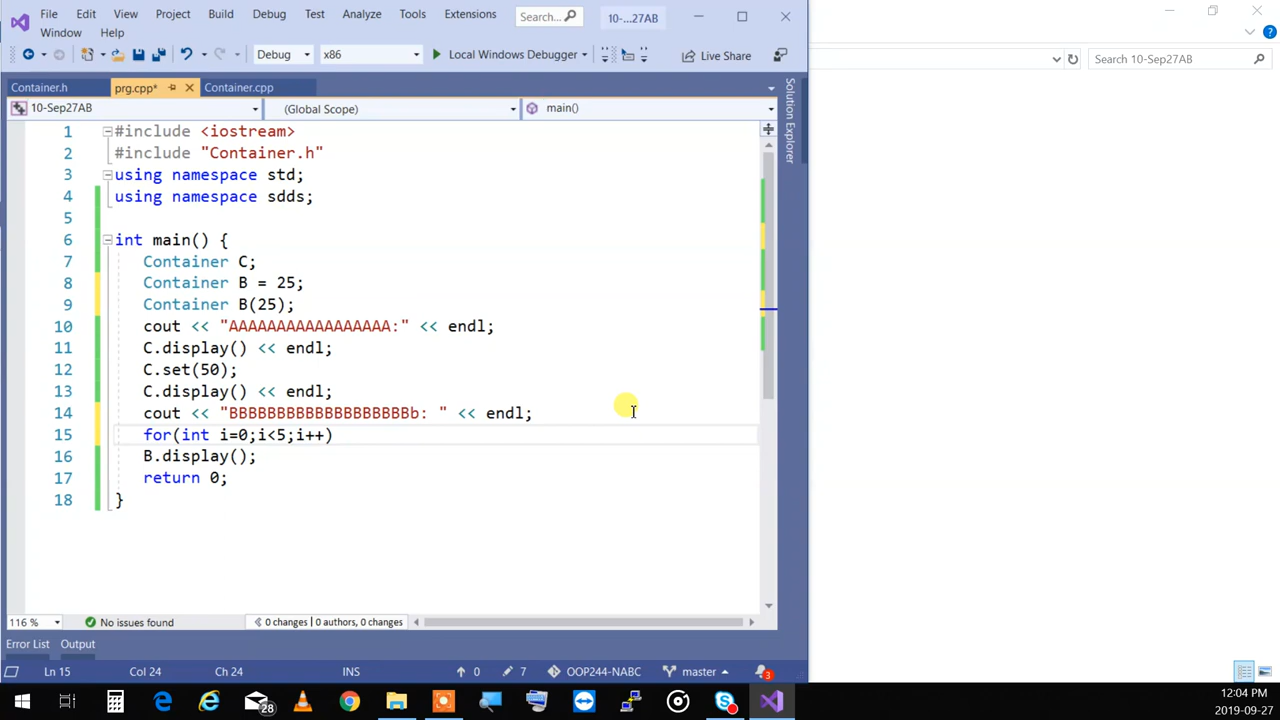 File Edit View Project Build Debug Test Analyze Tools Extensions Search... 10-...27AB
Window Help
Debug x86 Local Windows Debugger Live Share
Search 10-Sep27AB
Container.h prg.cpp* Container.cpp
10-Sep27AB (Global Scope) main()
Solution Explorer
1 #include <iostream>
2 #include "Container.h"
3 using namespace std;
4 using namespace sdds;
5
6 int main() {
7 Container C;
8 Container B = 25;
9 Container B(25);
10 cout << "AAAAAAAAAAAAAAAAA:" << endl;
11 C.display() << endl;
12 C.set(50);
13 C.display() << endl;
14 cout << "BBBBBBBBBBBBBBBBBBBb: " << endl;
15 for(int i=0;i<5;i++)
16 B.display();
17 return 0;
18 }
116 % No issues found 0 changes | 0 authors, 0 changes
Error List Output
Ln 15 Col 24 Ch 24 INS 0 7 OOP244-NABC master 3
28
12:04 PM
2019-09-27